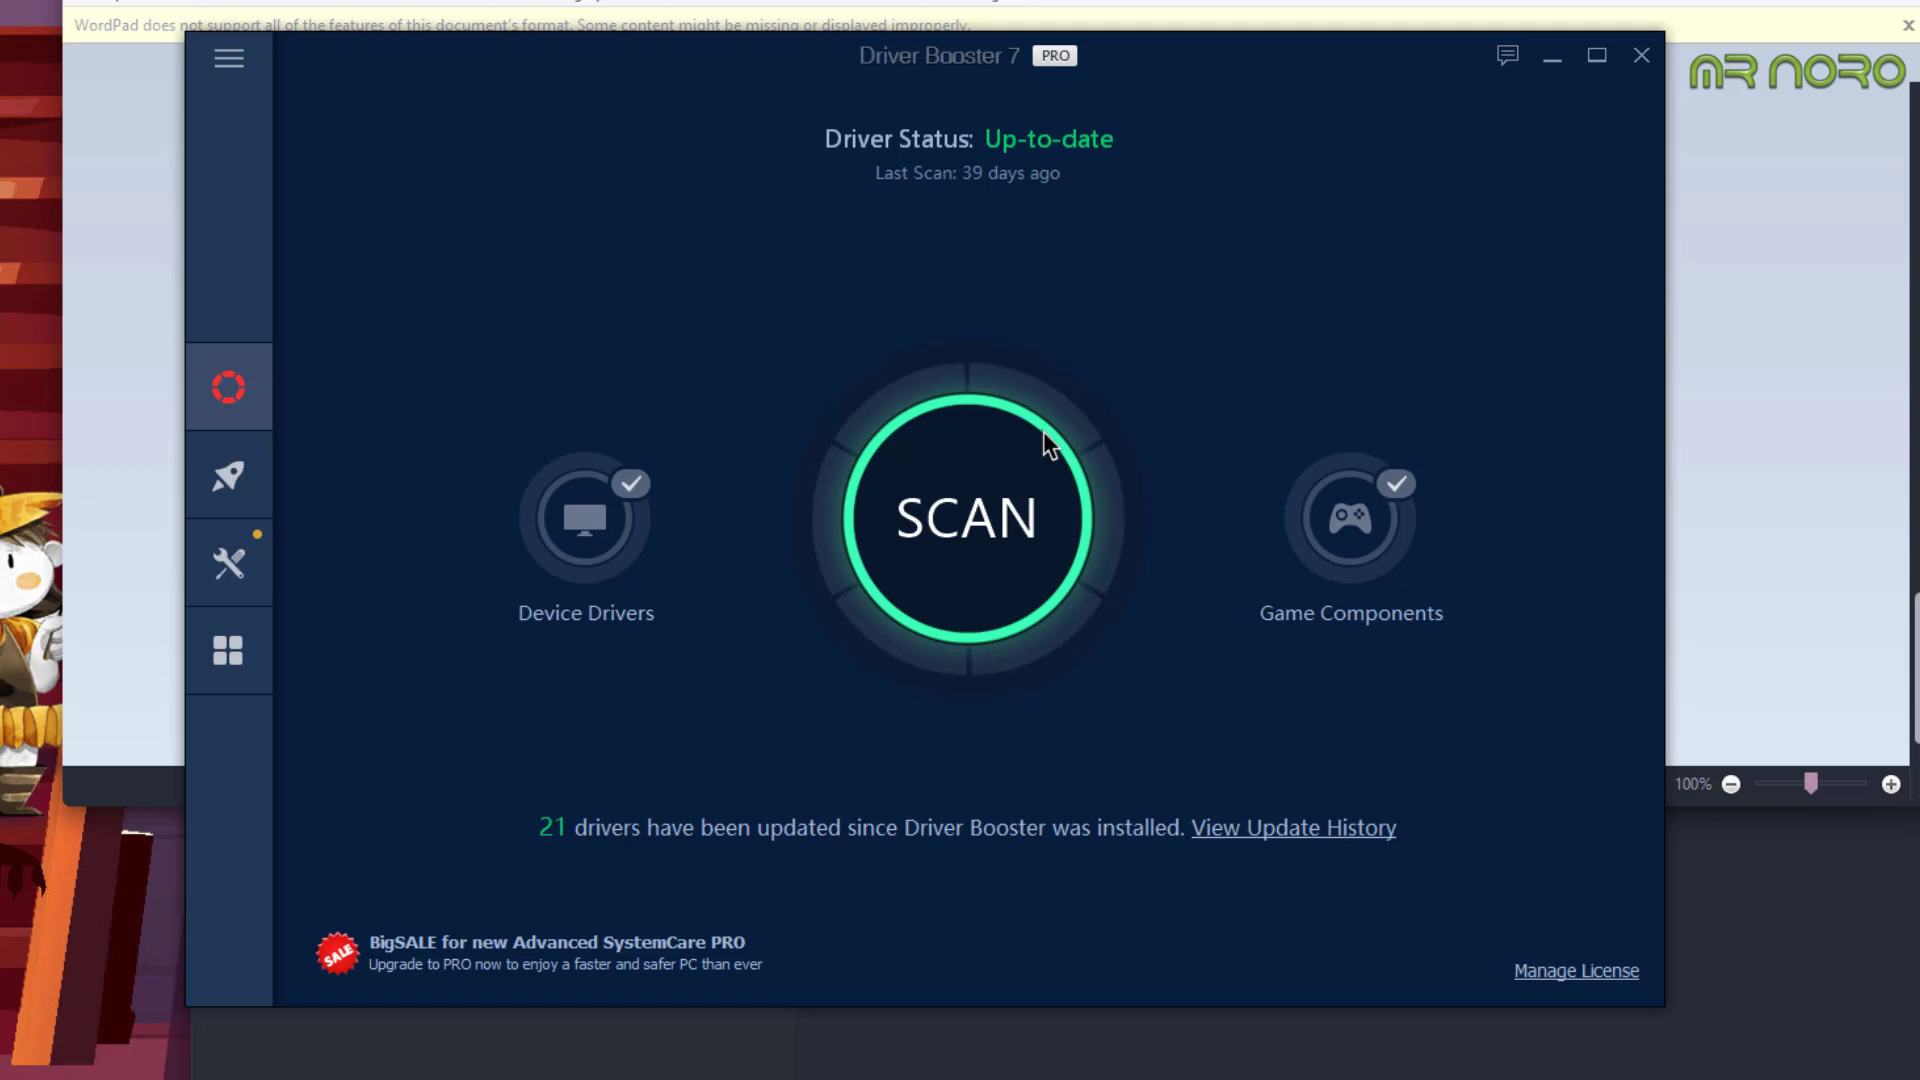 WordPad does not support all of the features of this document's format. Some content might be missing or displayed improperly.
Driver Booster 7 PRO
MR NORO
Driver Status: Up-to-date
Last Scan: 39 days ago
SCAN
Device Drivers
Game Components
100%
21 drivers have been updated since Driver Booster was installed. View Update History
SALE
BigSALE for new Advanced SystemCare PRO
Upgrade to PRO now to enjoy a faster and safer PC than ever
Manage License